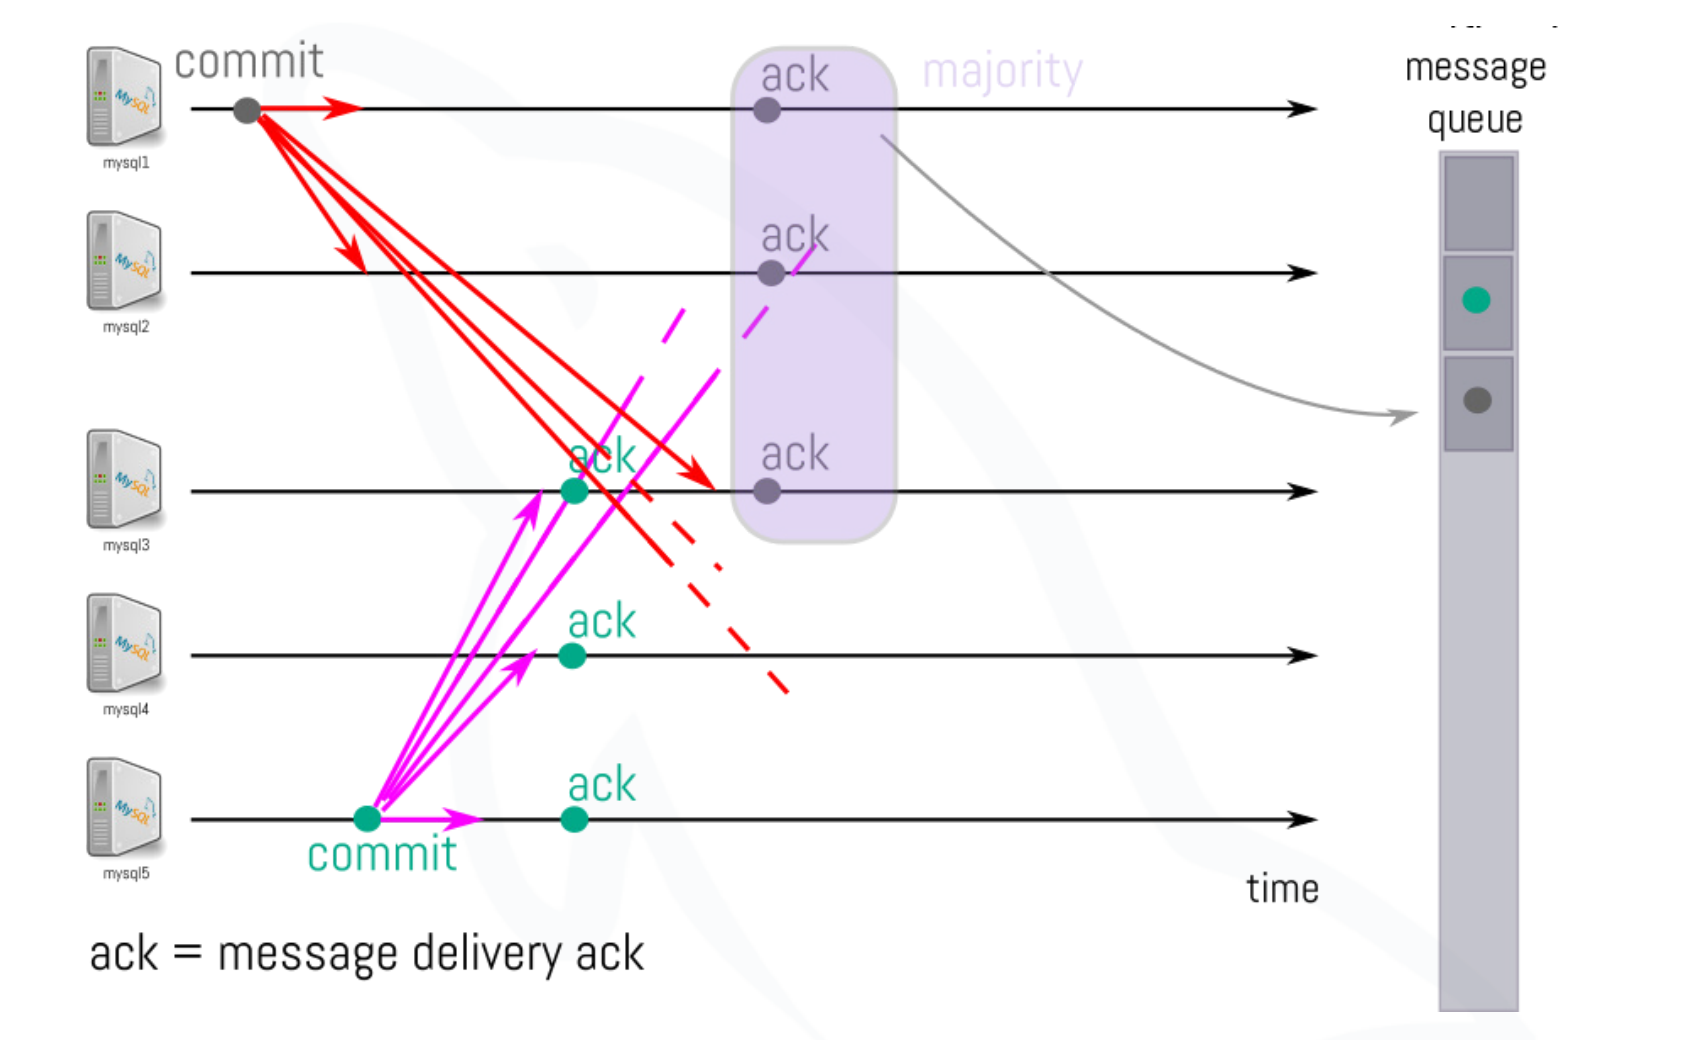 commit
ack
majority
message
queue
MySQL
mysql1
ack
MySQL
mysql2
ack
ack
MySQL
mysql3
ack
MySQL
mysql4
ack
MySQL
mysql5
commit
time
ack = message delivery ack